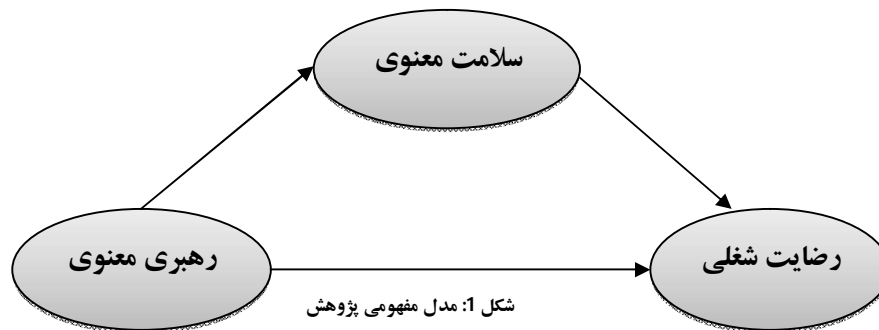 سلامت معنوی
رهبری معنوی
رضایت شغلی
شکل 1: مدل مفهومی پژوهش